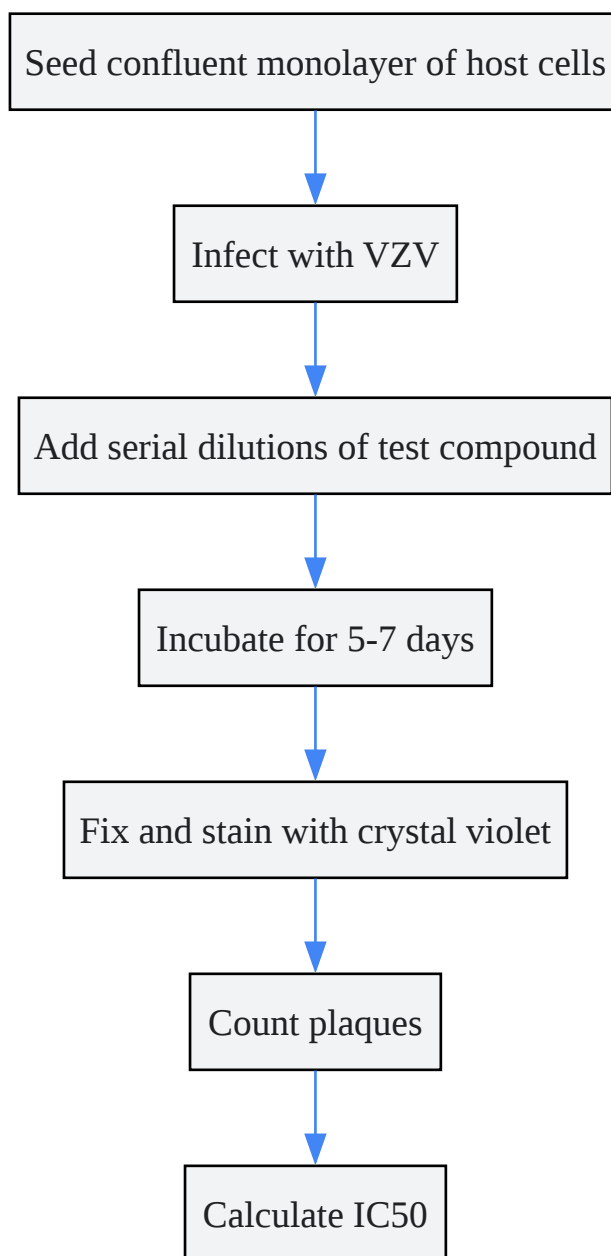 Seed confluent monolayer of host cells
Infect with VZV
Add serial dilutions of test compound
Incubate for 5-7 days
Fix and stain with crystal violet
Count plaques
Calculate IC50